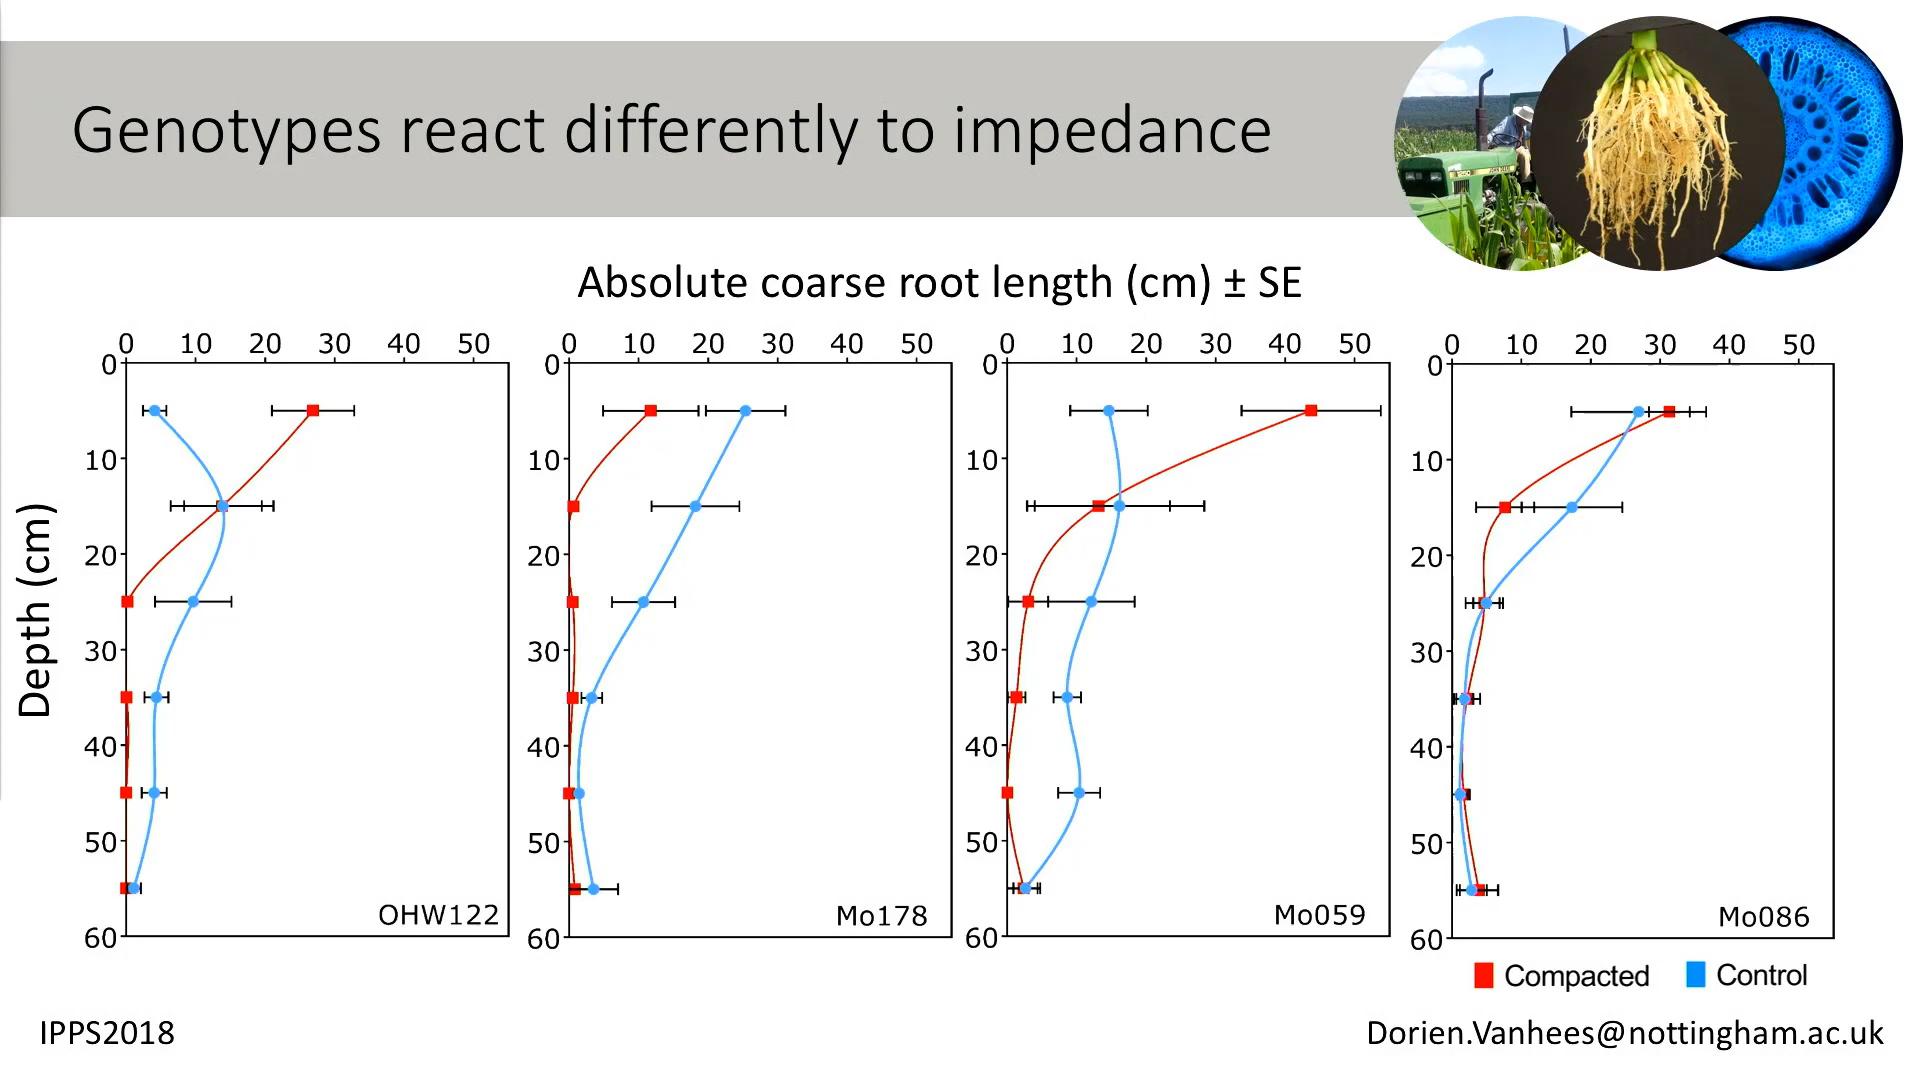 Genotypes react differently to impedance
Absolute coarse root length (cm) ± SE
0 10 20 30 40 50
0 10 20 30 40 50
0 10 20 30 40 50
0 10 20 30 40 50
Depth (cm)
0
10
20
30
40
50
60
OHW122
0
10
20
30
40
50
60
Mo178
0
10
20
30
40
50
60
Mo059
0
10
20
30
40
50
60
Mo086
Compacted Control
IPPS2018
Dorien.Vanhees@nottingham.ac.uk